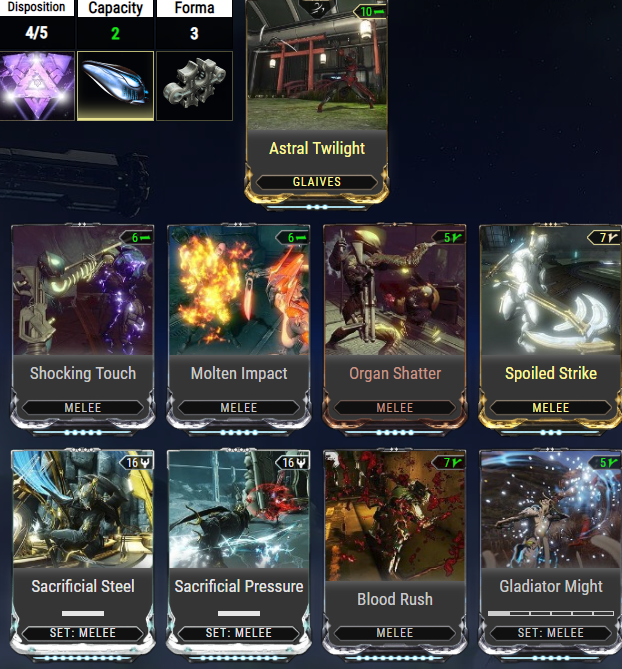 Disposition Capacity Forma
4/5 2 3
10
Astral Twilight
GLAIVES
6 6 5 7
Shocking Touch Molten Impact Organ Shatter Spoiled Strike
MELEE MELEE MELEE MELEE
16 16 7 5
Sacrificial Steel Sacrificial Pressure Blood Rush Gladiator Might
SET: MELEE SET: MELEE MELEE SET: MELEE